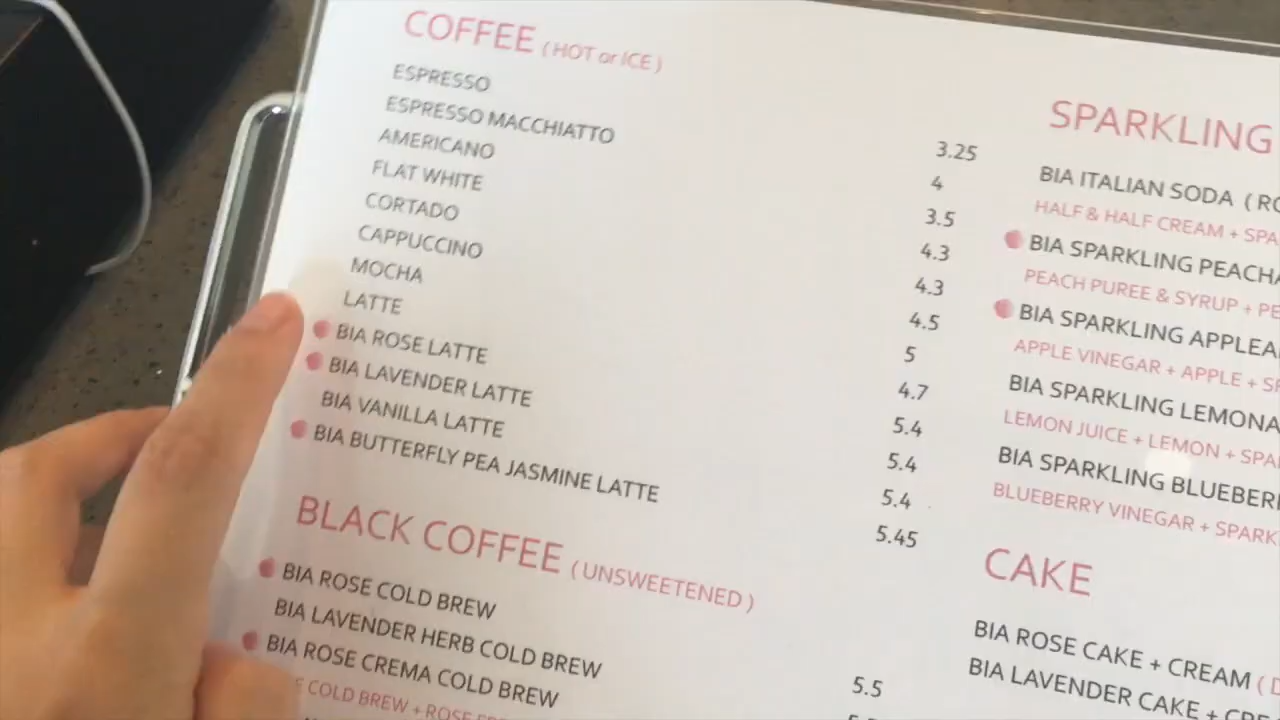 COFFEE ( HOT or ICE )
ESPRESSO 3.25
ESPRESSO MACCHIATTO 4
AMERICANO 3.5
FLAT WHITE 4.3
CORTADO 4.3
CAPPUCCINO 4.5
MOCHA 5
LATTE 4.7
BIA ROSE LATTE 5.4
BIA LAVENDER LATTE 5.4
BIA VANILLA LATTE 5.4
BIA BUTTERFLY PEA JASMINE LATTE 5.45
BLACK COFFEE ( UNSWEETENED )
BIA ROSE COLD BREW 5.5
BIA LAVENDER HERB COLD BREW
BIA ROSE CREMA COLD BREW
COLD BREW + ROSE
SPARKLING
BIA ITALIAN SODA (
HALF & HALF CREAM +
BIA SPARKLING
PEACH PUREE & SYRUP +
BIA SPARKLING
APPLE VINEGAR + APPLE +
BIA SPARKLING
LEMON JUICE + LEMON +
BIA SPARKLING
BLUEBERRY VINEGAR +
CAKE
BIA ROSE CAKE + CREAM (
BIA LAVENDER CAKE +